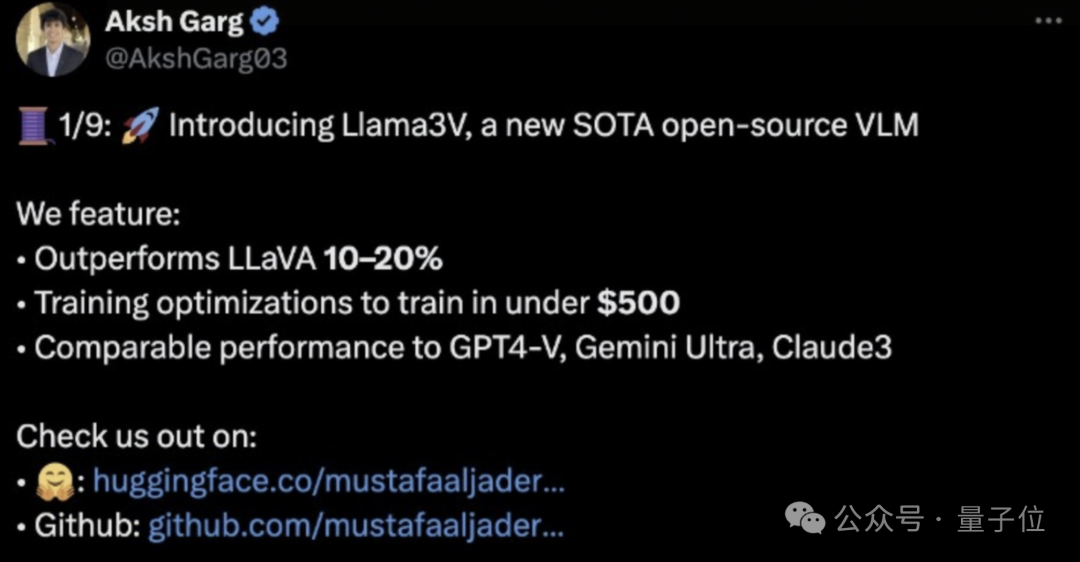 Aksh Garg
@AkshGarg03
🧵 1/9: 🚀 Introducing Llama3V, a new SOTA open-source VLM
We feature:
• Outperforms LLaVA 10–20%
• Training optimizations to train in under $500
• Comparable performance to GPT4-V, Gemini Ultra, Claude3
Check us out on:
• 🤗: huggingface.co/mustafaaljader...
• Github: github.com/mustafaaljader...
公众号 · 量子位